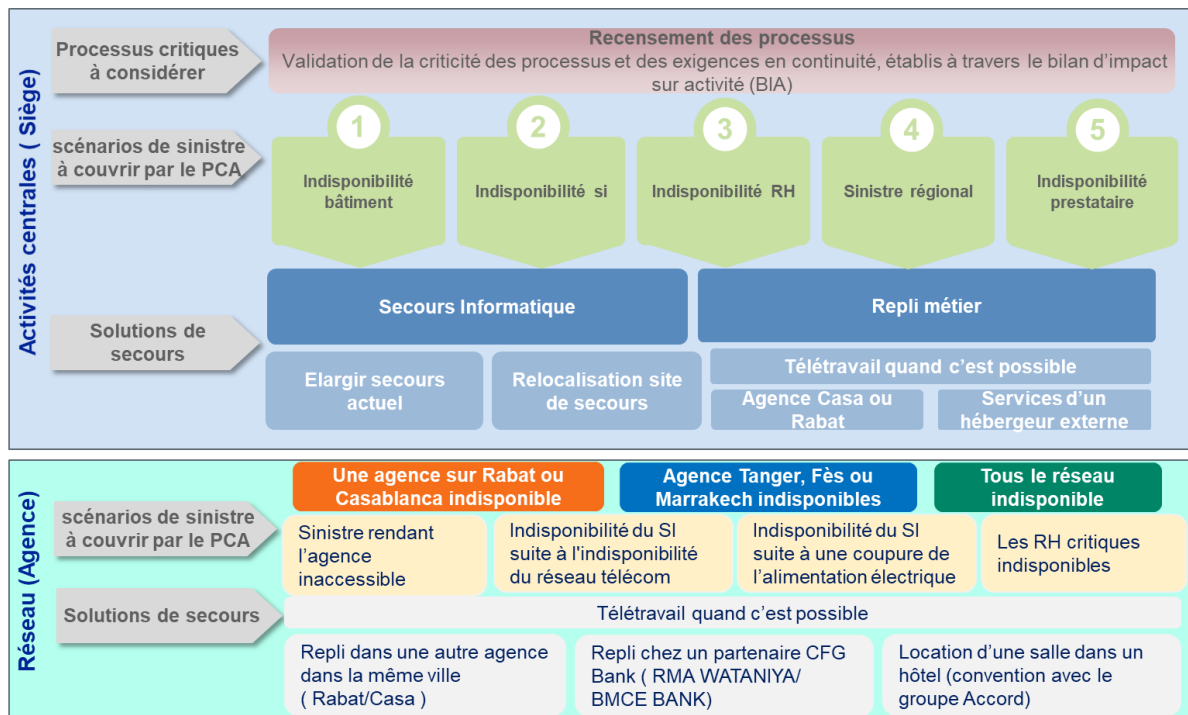 Activités centrales ( Siège)
Processus critiques
à considérer
Recensement des processus
Validation de la criticité des processus et des exigences en continuité, établis à travers le bilan d'impact
sur activité (BIA)
scénarios de sinistre
à couvrir par le PCA
1
Indisponibilité
bâtiment
2
Indisponibilité si
3
Indisponibilité RH
4
Sinistre régional
5
Indisponibilité
prestataire
Solutions de
secours
Secours Informatique
Repli métier
Elargir secours
actuel
Relocalisation site
de secours
Télétravail quand c'est possible
Agence Casa ou
Rabat
Services d'un
hébergeur externe
Réseau (Agence)
Une agence sur Rabat ou
Casablanca indisponible
Agence Tanger, Fès ou
Marrakech indisponibles
Tous le réseau
indisponible
scénarios de sinistre
à couvrir par le PCA
Sinistre rendant
l'agence
inaccessible
Indisponibilité du SI
suite à l'indisponibilité
du réseau télécom
Indisponibilité du SI
suite à une coupure de
l'alimentation électrique
Les RH critiques
indisponibles
Solutions de secours
Télétravail quand c'est possible
Repli dans une autre agence
dans la même ville
( Rabat/Casa )
Repli chez un partenaire CFG
Bank ( RMA WATANIYA/
BMCE BANK)
Location d'une salle dans un
hôtel (convention avec le
groupe Accord)